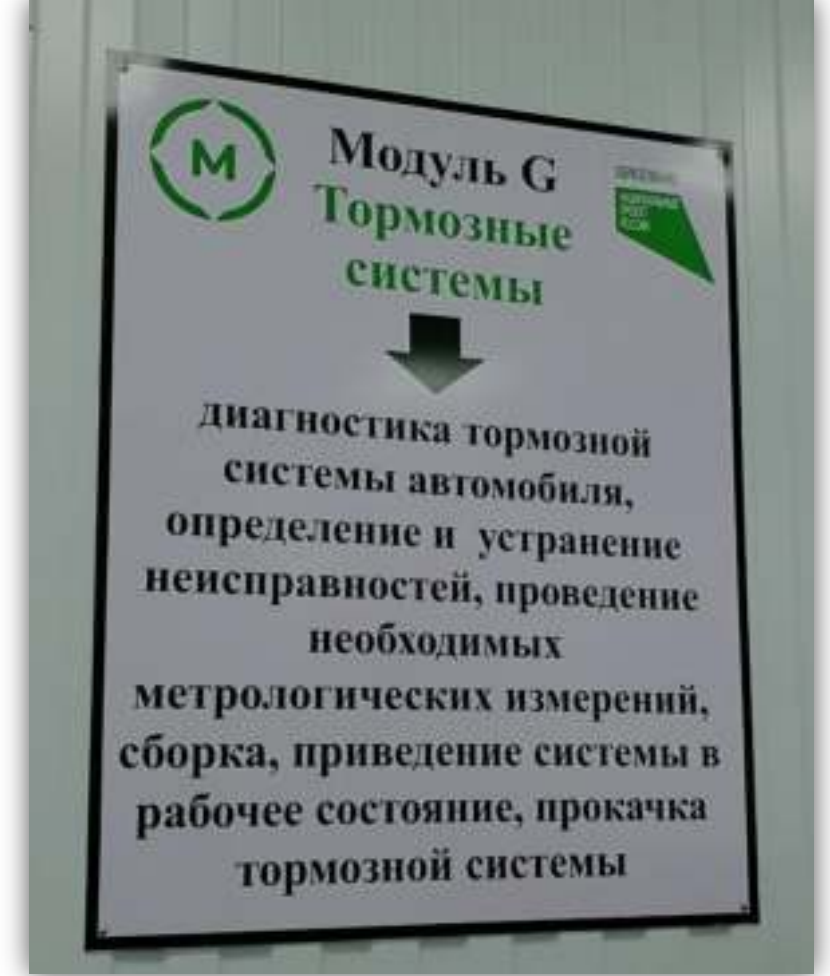 М
Модуль G
Тормозные
системы
диагностика тормозной
системы автомобиля,
определение и устранение
неисправностей, проведение
необходимых
метрологических измерений,
сборка, приведение системы в
рабочее состояние, прокачка
тормозной системы